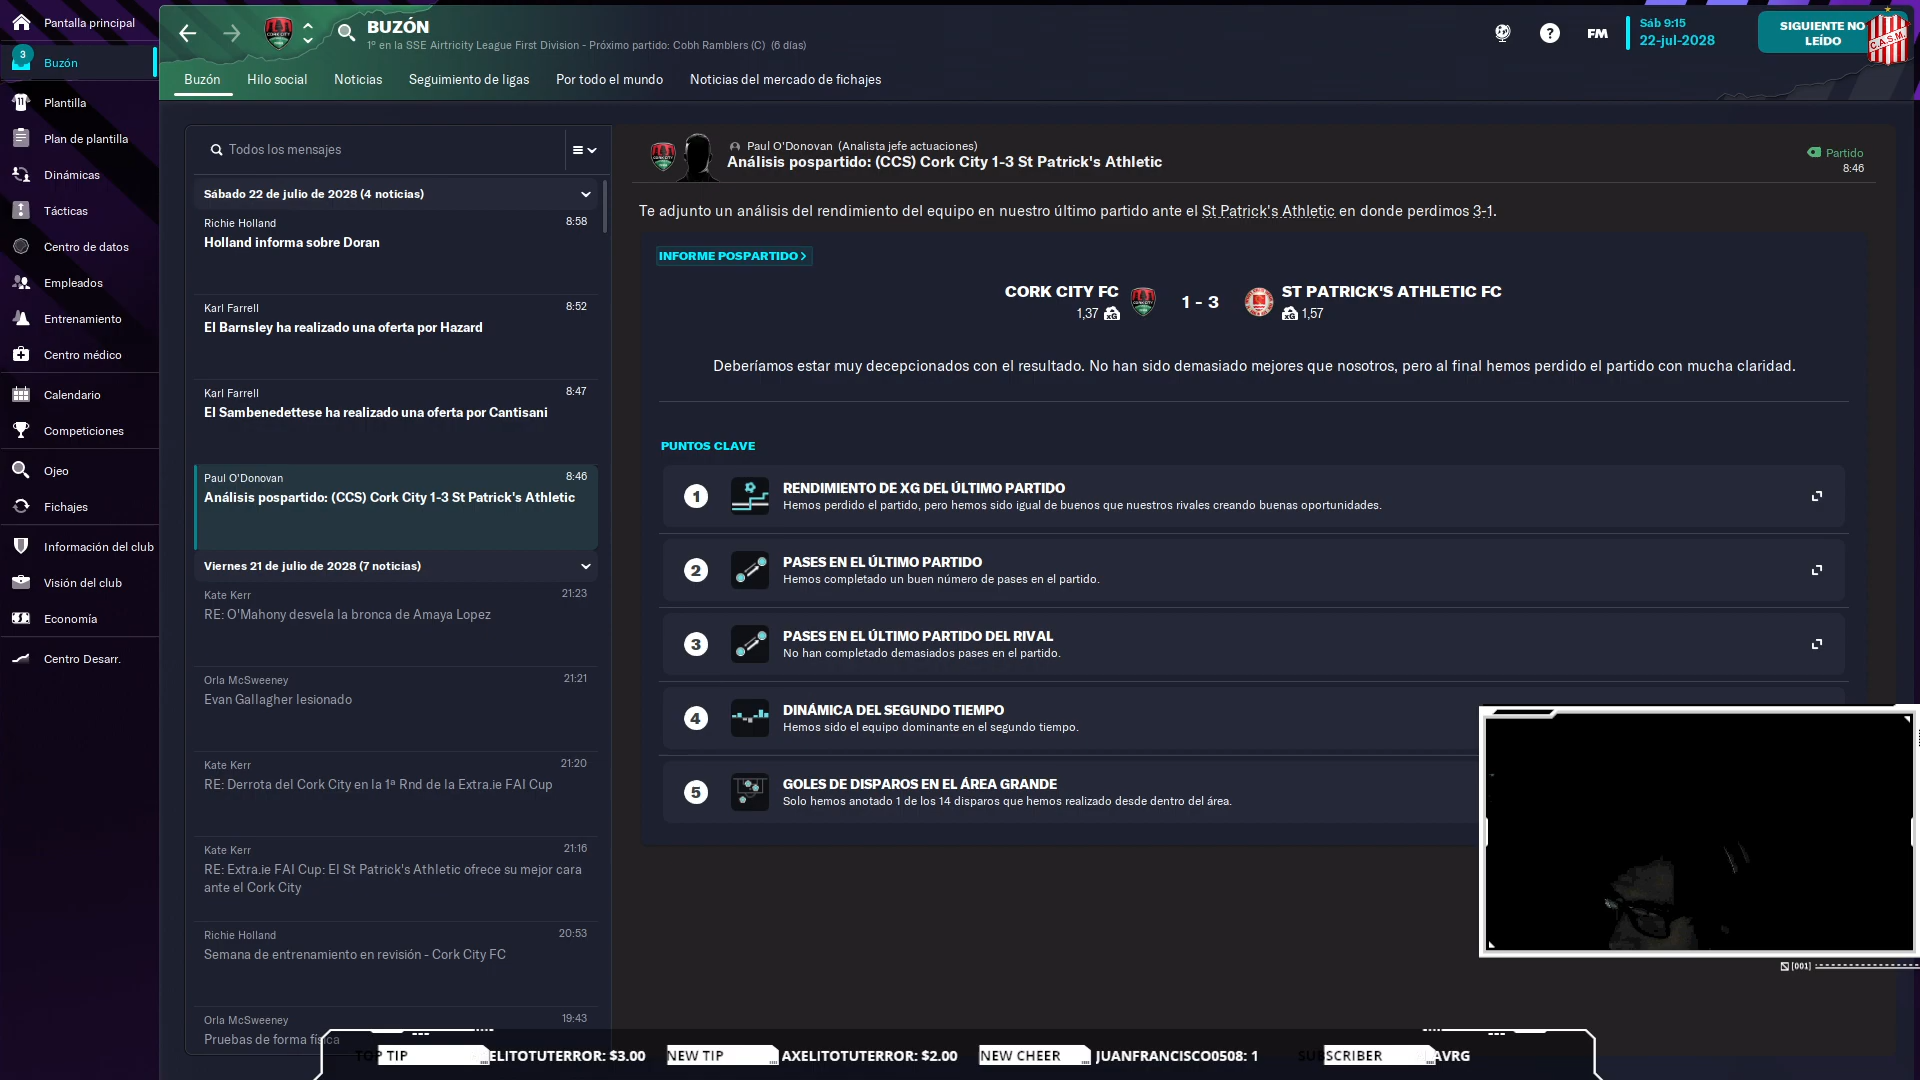 Pantalla principal
3
Buzón
Plantilla
Plan de plantilla
Dinámicas
Tácticas
Centro de datos
Empleados
Entrenamiento
Centro médico
Calendario
Competiciones
Ojeo
Fichajes
Información del club
Visión del club
Economía
Centro Desarr.
BUZÓN
1º en la SSE Airtricity League First Division - Próximo partido: Cobh Ramblers (C) (6 días)
FM
Sáb 9:15
22-jul-2028
SIGUIENTE NO
LEÍDO
C.A.S.M.
Buzón
Hilo social
Noticias
Seguimiento de ligas
Por todo el mundo
Noticias del mercado de fichajes
Todos los mensajes
Sábado 22 de julio de 2028 (4 noticias)
Richie Holland 8:58
Holland informa sobre Doran
Karl Farrell 8:52
El Barnsley ha realizado una oferta por Hazard
Karl Farrell 8:47
El Sambenedettese ha realizado una oferta por Cantisani
Paul O'Donovan 8:46
Análisis pospartido: (CCS) Cork City 1-3 St Patrick's Athletic
Viernes 21 de julio de 2028 (7 noticias)
Kate Kerr 21:23
RE: O'Mahony desvela la bronca de Amaya Lopez
Orla McSweeney 21:21
Evan Gallagher lesionado
Kate Kerr 21:20
RE: Derrota del Cork City en la 1ª Rnd de la Extra.ie FAI Cup
Kate Kerr 21:16
RE: Extra.ie FAI Cup: El St Patrick's Athletic ofrece su mejor cara
ante el Cork City
Richie Holland 20:53
Semana de entrenamiento en revisión - Cork City FC
Orla McSweeney 19:43
Pruebas de forma física
Paul O'Donovan (Analista jefe actuaciones)
Análisis pospartido: (CCS) Cork City 1-3 St Patrick's Athletic
Partido
8:46
Te adjunto un análisis del rendimiento del equipo en nuestro último partido ante el St Patrick's Athletic en donde perdimos 3-1.
INFORME POSPARTIDO
CORK CITY FC
1,37 xG
1 - 3
ST PATRICK'S ATHLETIC FC
xG 1,57
Deberíamos estar muy decepcionados con el resultado. No han sido demasiado mejores que nosotros, pero al final hemos perdido el partido con mucha claridad.
PUNTOS CLAVE
1
RENDIMIENTO DE XG DEL ÚLTIMO PARTIDO
Hemos perdido el partido, pero hemos sido igual de buenos que nuestros rivales creando buenas oportunidades.
2
PASES EN EL ÚLTIMO PARTIDO
Hemos completado un buen número de pases en el partido.
3
PASES EN EL ÚLTIMO PARTIDO DEL RIVAL
No han completado demasiados pases en el partido.
4
DINÁMICA DEL SEGUNDO TIEMPO
Hemos sido el equipo dominante en el segundo tiempo.
5
GOLES DE DISPAROS EN EL ÁREA GRANDE
Solo hemos anotado 1 de los 14 disparos que hemos realizado desde dentro del área.
[001]
TOP TIP ELITOTUTERROR: $3.00 NEW TIP AXELITOTUTERROR: $2.00 NEW CHEER JUANFRANCISCO0508: 1 SUBSCRIBER AVRG